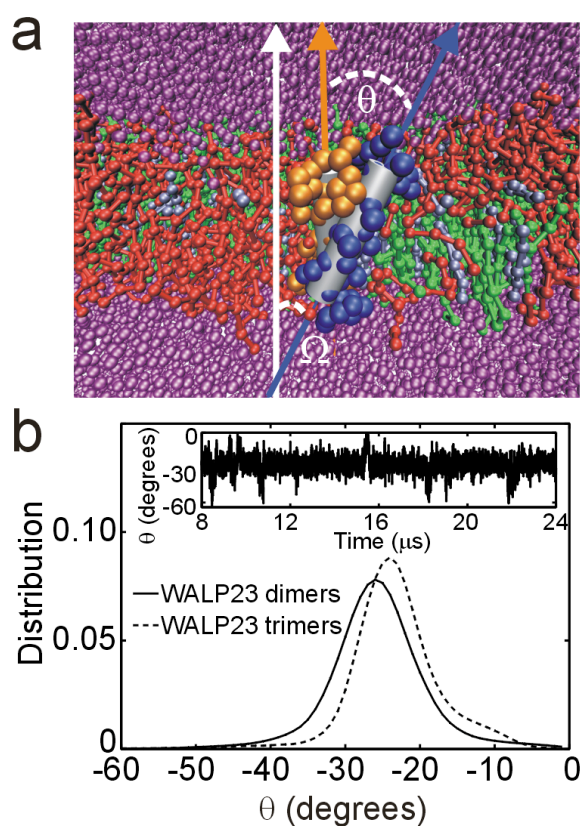 a
θ
Ω
b
θ (degrees)
0
-30
-60
8
12
16
20
24
Time (μs)
Distribution
0.10
0.05
0
WALP23 dimers
WALP23 trimers
-60
-50
-40
-30
-20
-10
0
θ (degrees)